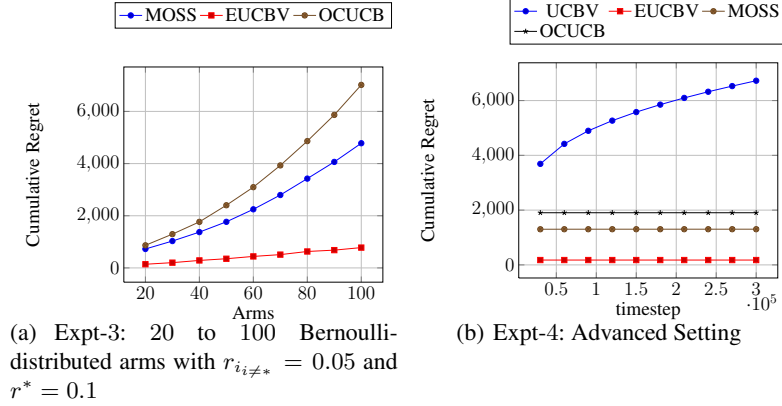 MOSS EUCBV OCUCB
Cumulative Regret
6,000
4,000
2,000
0
20 40 60 80 100
Arms
(a) Expt-3: 20 to 100 Bernoulli-
distributed arms with $r_{i_{i \neq *}} = 0.05$ and
$r^* = 0.1$
UCBV EUCBV MOSS
OCUCB
Cumulative Regret
6,000
4,000
2,000
0
0.5 1 1.5 2 2.5 3
·10⁵
timestep
(b) Expt-4: Advanced Setting